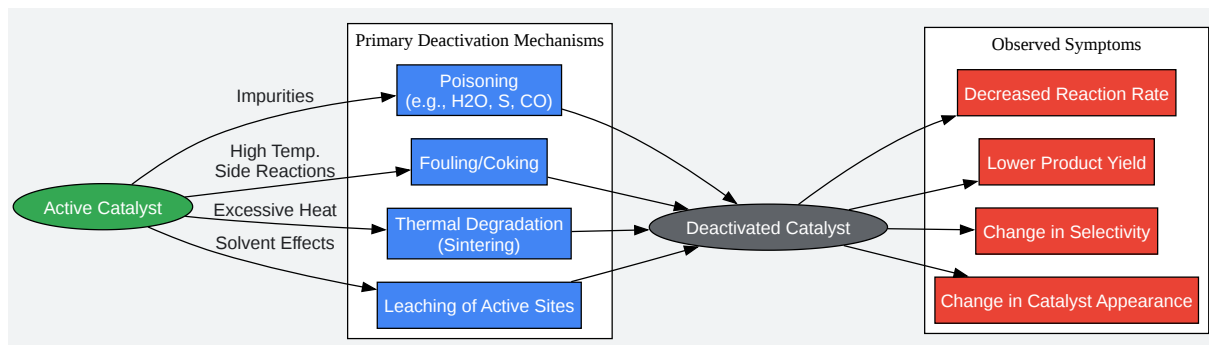 Primary Deactivation Mechanisms
Observed Symptoms
Active Catalyst
Impurities
High Temp.
Side Reactions
Excessive Heat
Solvent Effects
Poisoning
(e.g., H2O, S, CO)
Fouling/Coking
Thermal Degradation
(Sintering)
Leaching of Active Sites
Deactivated Catalyst
Decreased Reaction Rate
Lower Product Yield
Change in Selectivity
Change in Catalyst Appearance